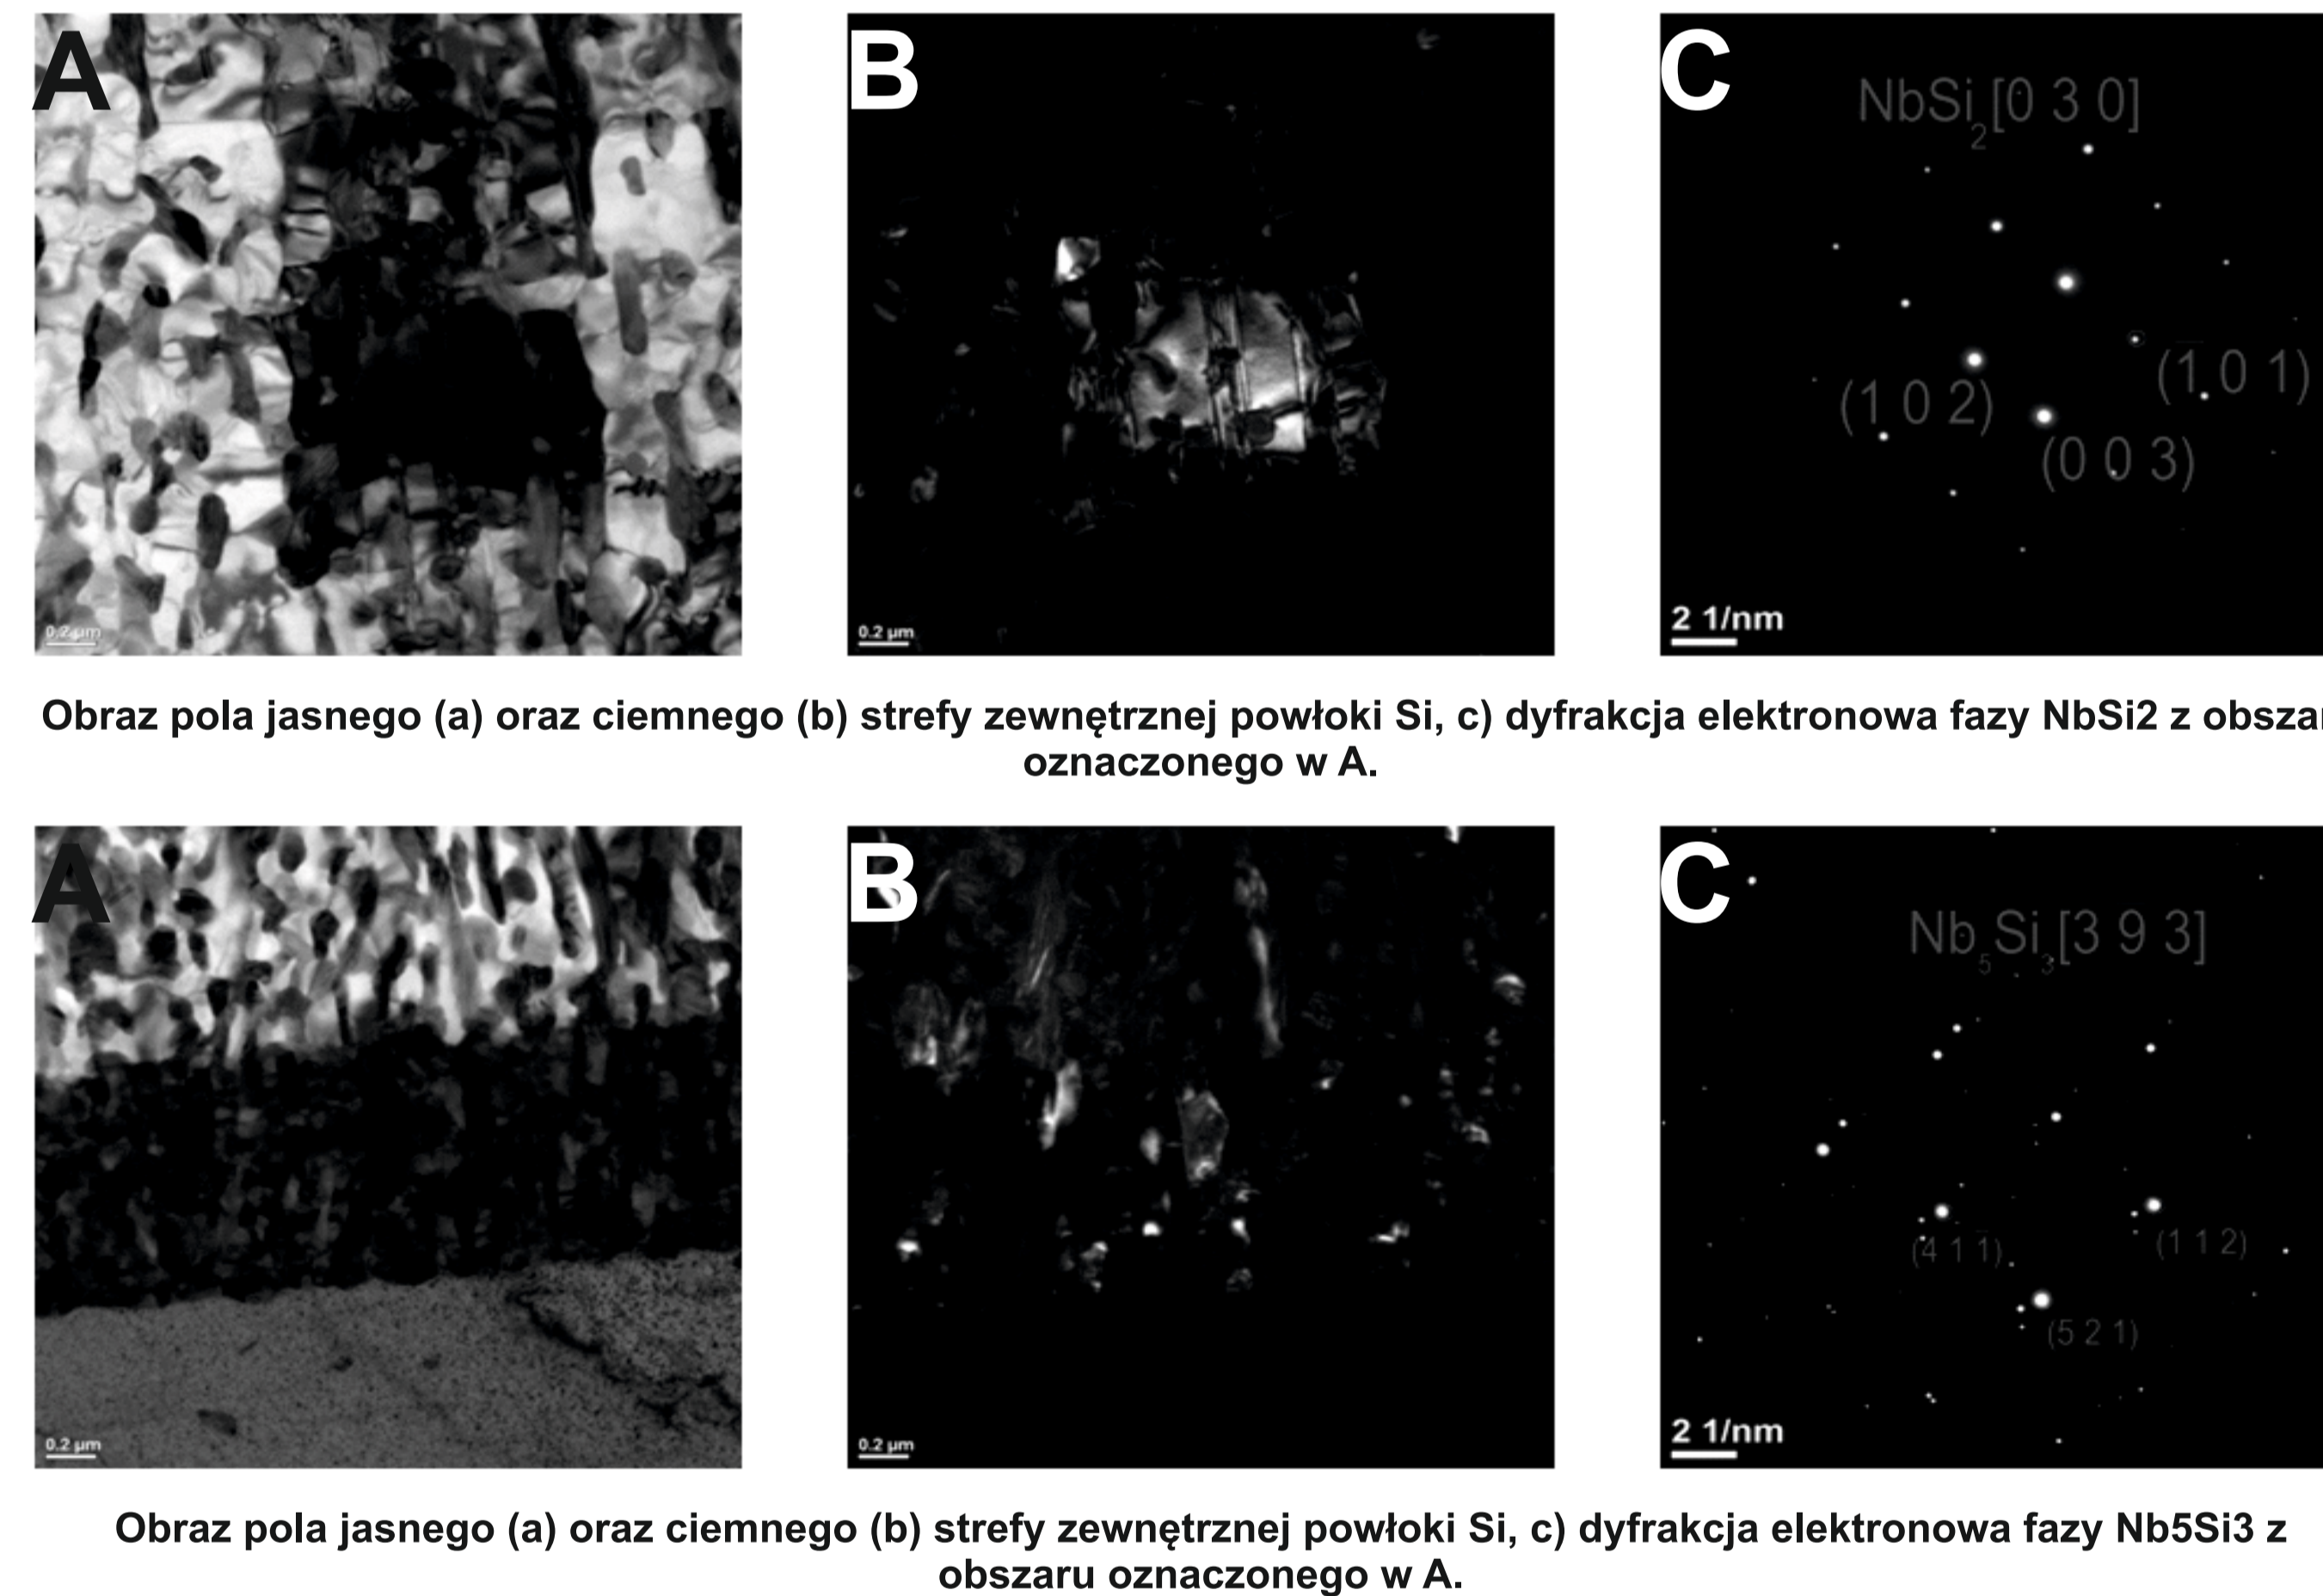 A
B
C
NbSi2[0 3 0]
(1 0 2)
(1 0 1)
(0 0 3)
0.2 µm
0.2 µm
2 1/nm
Obraz pola jasnego (a) oraz ciemnego (b) strefy zewnętrznej powłoki Si, c) dyfrakcja elektronowa fazy NbSi2 z
oznaczonego w A.
A
B
C
Nb5Si3[3 9 3]
(4 1 1)
(1 1 2)
(5 2 1)
0.2 µm
0.2 µm
2 1/nm
Obraz pola jasnego (a) oraz ciemnego (b) strefy zewnętrznej powłoki Si, c) dyfrakcja elektronowa fazy Nb5Si3 z
obszaru oznaczonego w A.